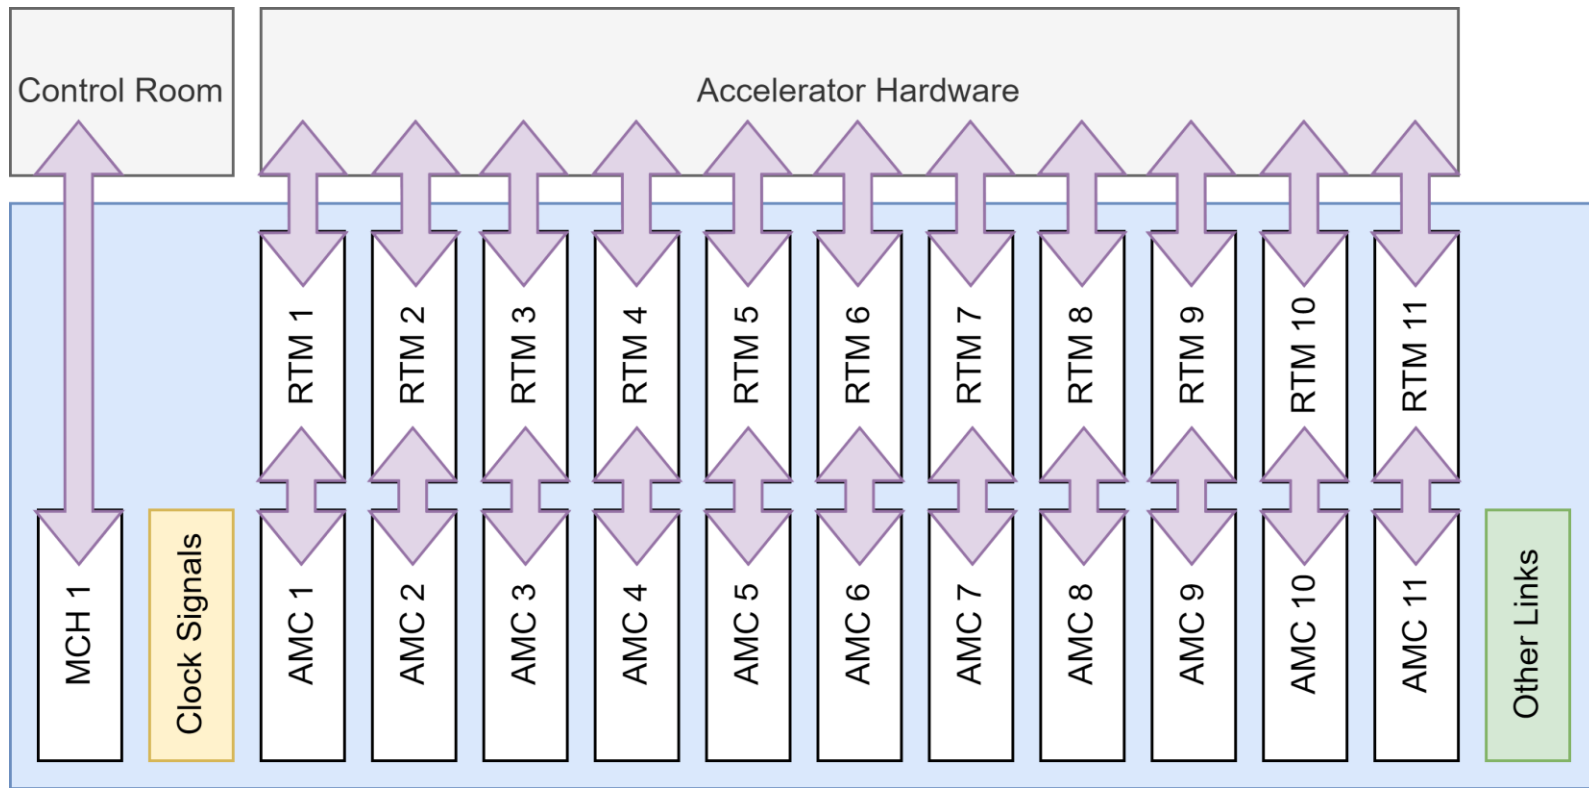 Control Room
Accelerator Hardware
RTM 1
RTM 2
RTM 3
RTM 4
RTM 5
RTM 6
RTM 7
RTM 8
RTM 9
RTM 10
RTM 11
MCH 1
Clock Signals
AMC 1
AMC 2
AMC 3
AMC 4
AMC 5
AMC 6
AMC 7
AMC 8
AMC 9
AMC 10
AMC 11
Other Links